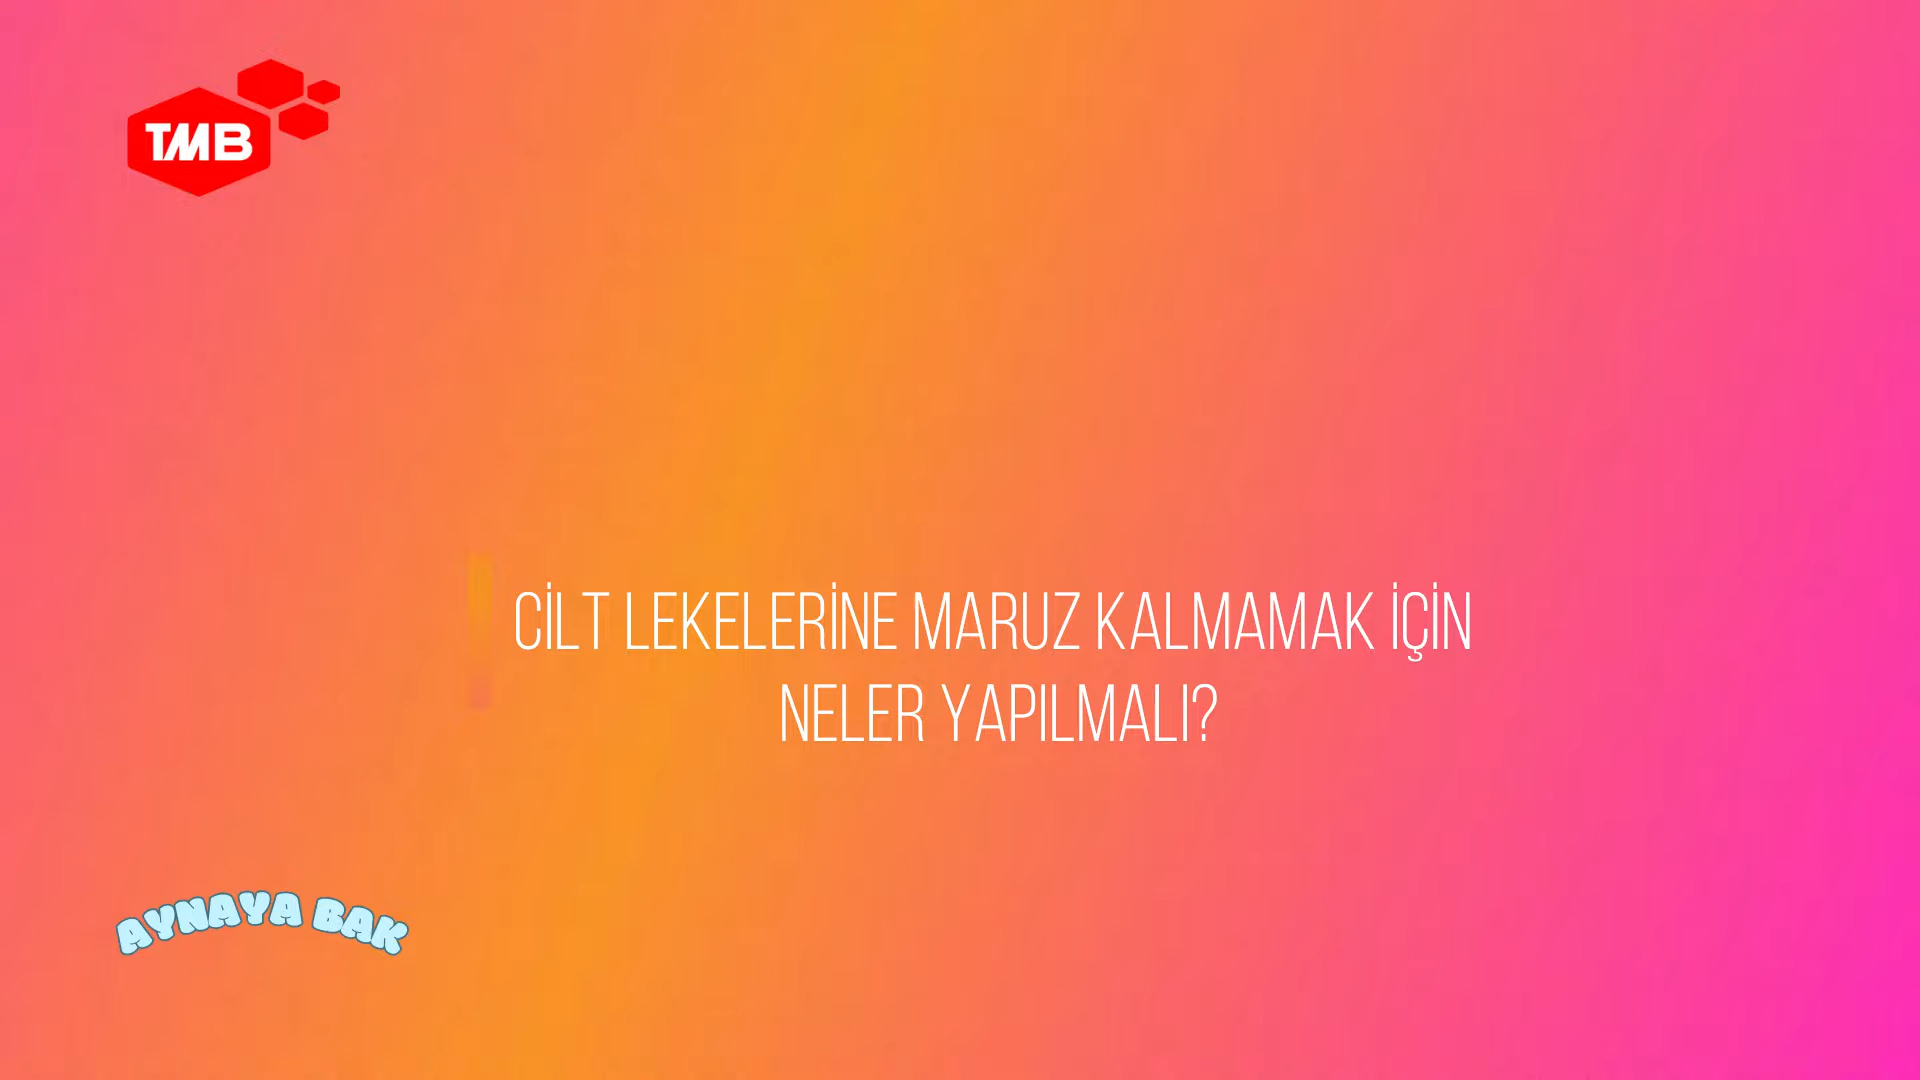 TMB
CİLT LEKELERİNE MARUZ KALMAMAK İÇİN
NELER YAPILMALI?
AYNAYA BAK